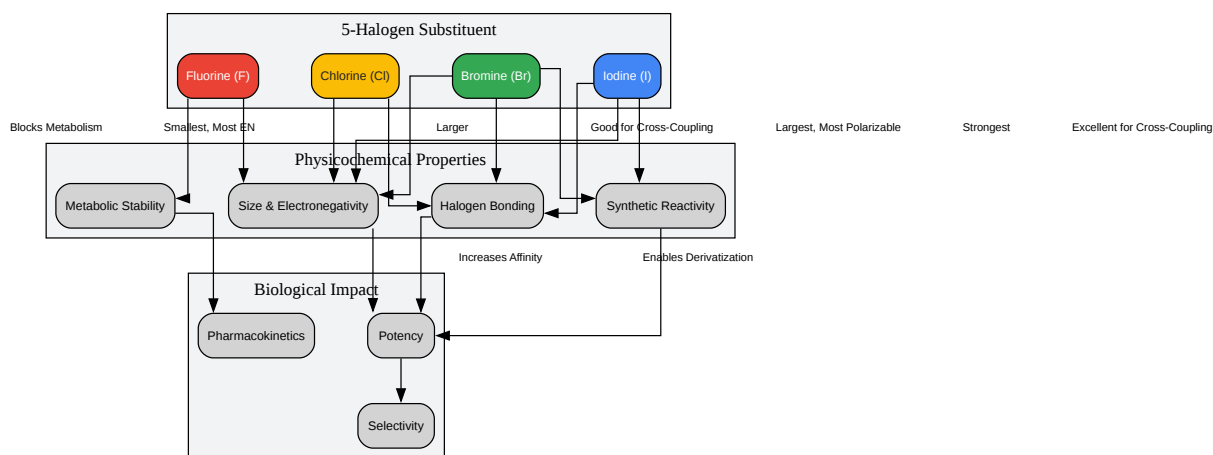 5-Halogen Substituent
Fluorine (F)
Chlorine (Cl)
Bromine (Br)
Iodine (I)
Blocks Metabolism
Smallest, Most EN
Larger
Good for Cross-Coupling
Largest, Most Polarizable
Strongest
Excellent for Cross-Coupling
Physicochemical Properties
Metabolic Stability
Size & Electronegativity
Halogen Bonding
Synthetic Reactivity
Increases Affinity
Enables Derivatization
Biological Impact
Pharmacokinetics
Potency
Selectivity